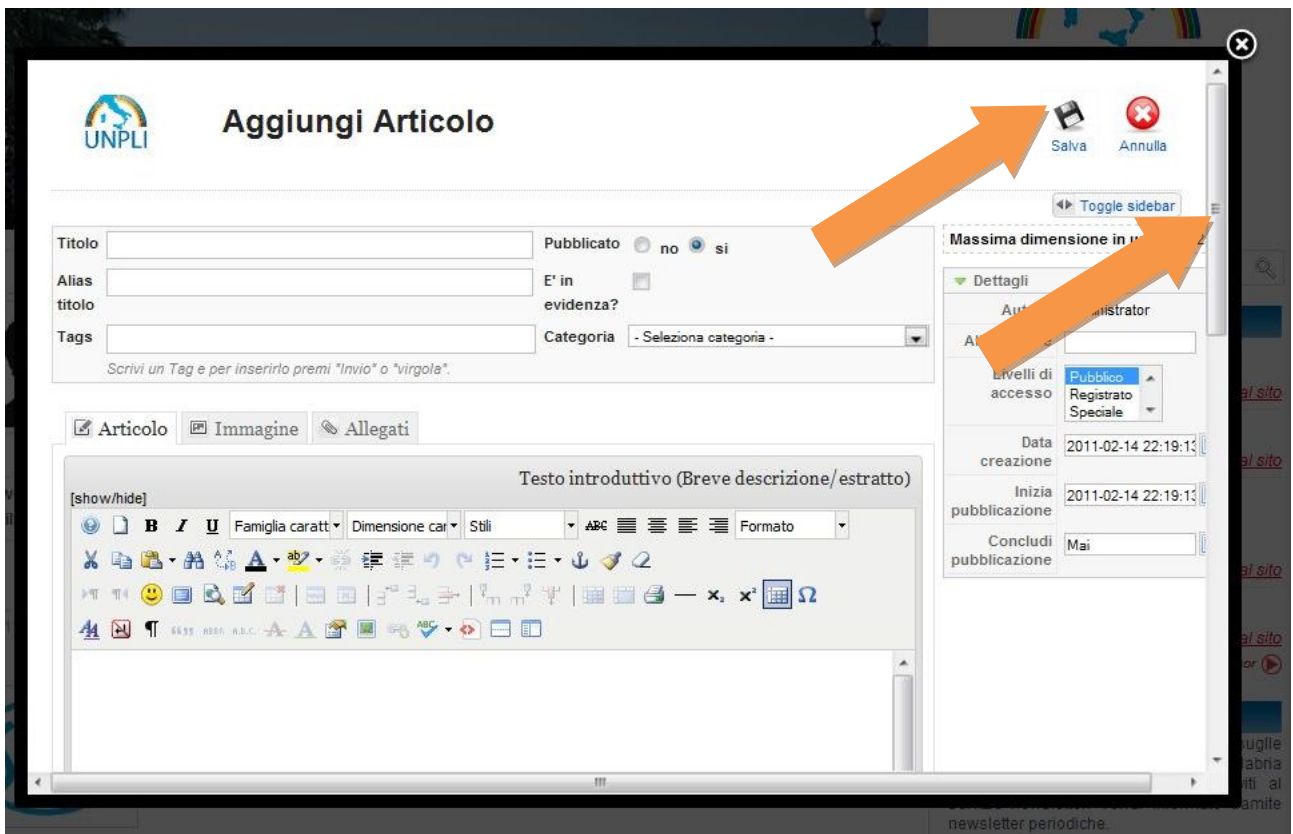 UNPLI
Aggiungi Articolo
Salva Annulla
Toggle sidebar
Titolo
Pubblicato no si
Massima dimensione in
Alias titolo
E' in evidenza?
Dettagli
Tags
Categoria - Seleziona categoria -
Scrivi un Tag e per inserirlo premi "Invio" o "virgola".
Livelli di accesso
Pubblico
Registrato
Speciale
al sito
Articolo Immagine Allegati
Data creazione 2011-02-14 22:19:13
al sito
Testo introduttivo (Breve descrizione/estratto)
[show/hide]
Inizia pubblicazione 2011-02-14 22:19:13
B I U Famiglia caratt Dimensione car Stili ABC Formato
Concludi pubblicazione Mai
al sito
al sito
newsletter periodiche.